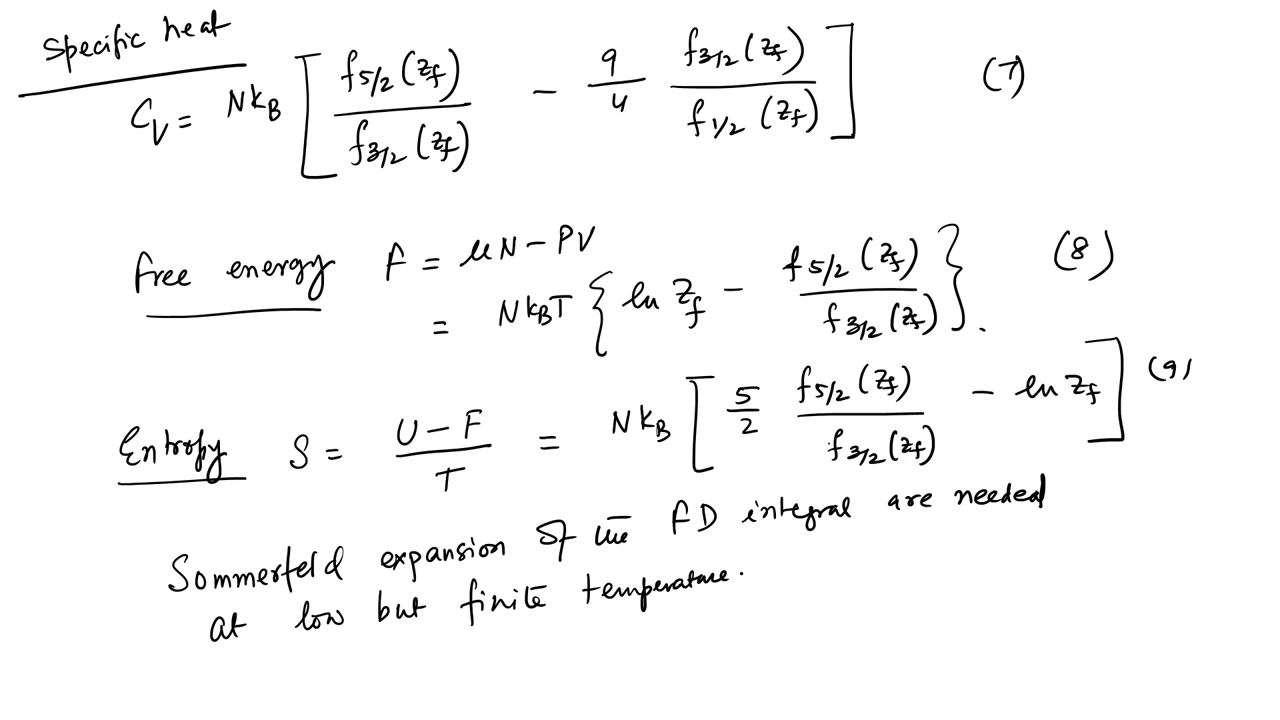 Specific heat
C_V = Nk_B [ f_{5/2}(z_f) / f_{3/2}(z_f) - 9/4 f_{3/2}(z_f) / f_{1/2}(z_f) ] (7)
Free energy F = μN - PV
= Nk_BT { ln z_f - f_{5/2}(z_f) / f_{3/2}(z_f) }. (8)
Entropy S = (U - F) / T = Nk_B [ 5/2 f_{5/2}(z_f) / f_{3/2}(z_f) - ln z_f ] (9)
Sommerfeld expansion of the FD integral are needed
at low but finite temperature.